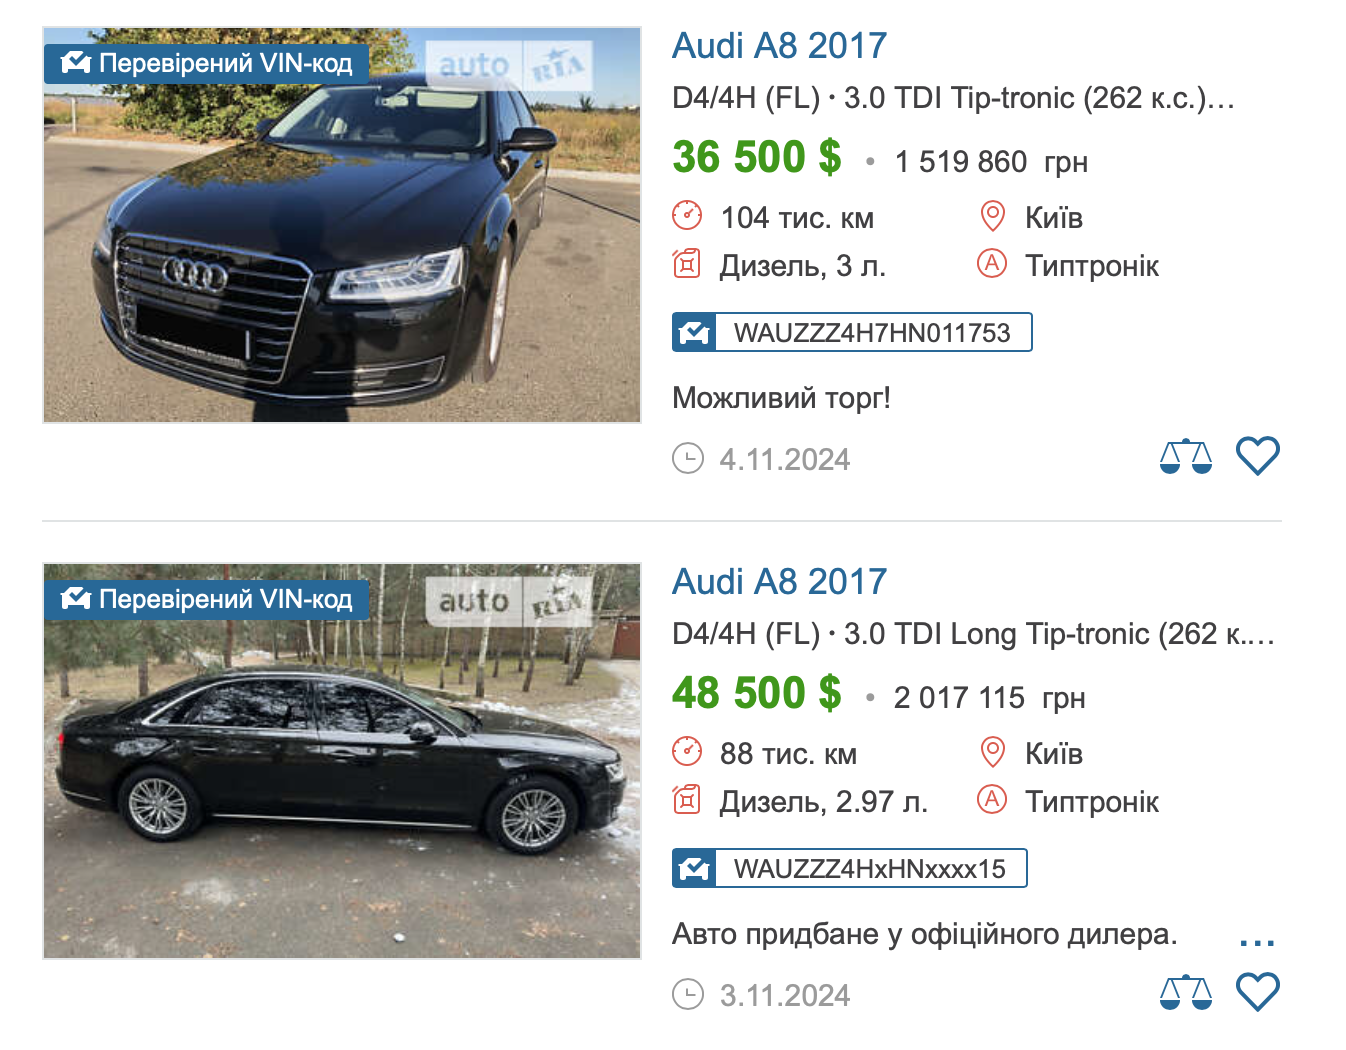 Перевірений VIN-код
auto RIA
Audi A8 2017
D4/4H (FL) · 3.0 TDI Tip-tronic (262 к.с.)…
36 500 $ • 1 519 860 грн
104 тис. км Київ
Дизель, 3 л. Типтронік
WAUZZZ4H7HN011753
Можливий торг!
4.11.2024
Перевірений VIN-код
auto RIA
Audi A8 2017
D4/4H (FL) · 3.0 TDI Long Tip-tronic (262 к.…
48 500 $ • 2 017 115 грн
88 тис. км Київ
Дизель, 2.97 л. Типтронік
WAUZZZ4HxHNxxxx15
Авто придбане у офіційного дилера. ...
3.11.2024